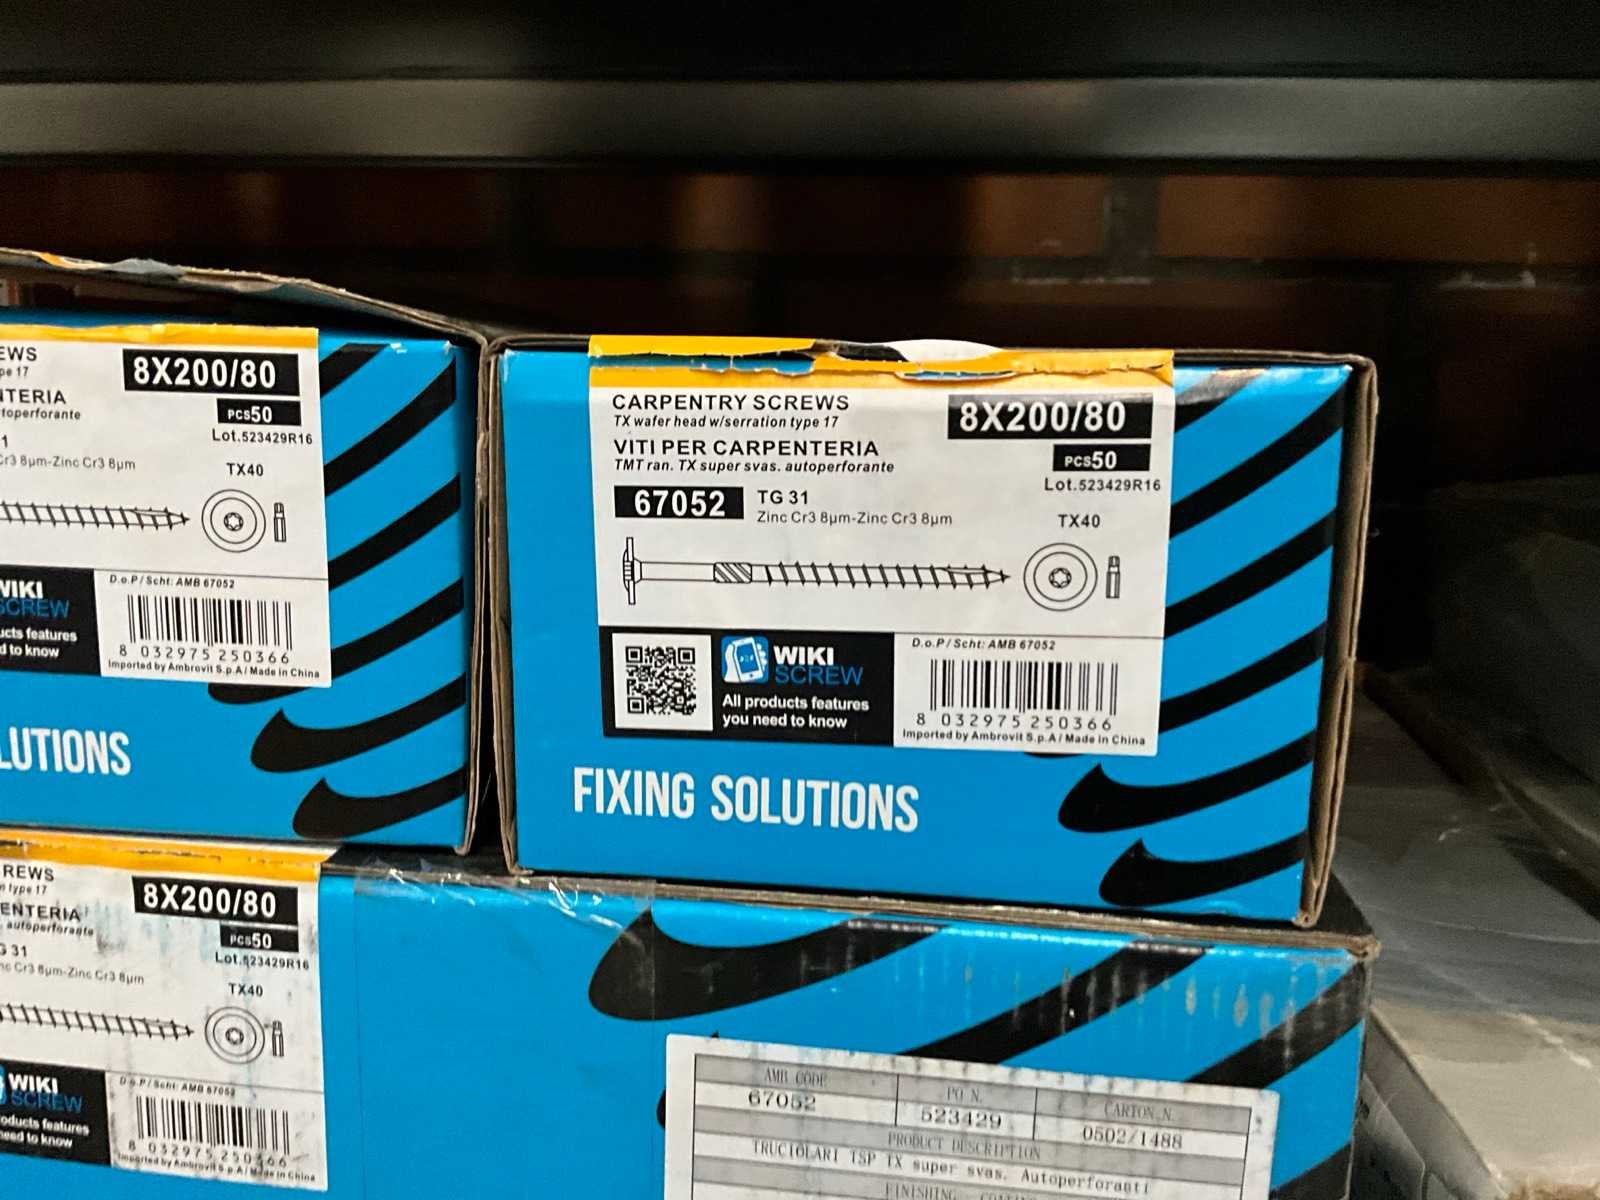 EWS
pe 17
8X200/80
TERIA
toperforante
PCS50
Lot.523429R16
Cr3 8µm-Zinc Cr3 8µm
TX40
WIKI
SCREW
ucts features
d to know
D.o.P/Scht: AMB 67052
8 032975 250366
Imported by Ambrovit S.p.A/Made in China
LUTIONS
CARPENTRY SCREWS
TX wafer head w/serration type 17
8X200/80
VITI PER CARPENTERIA
TMT ran. TX super svas. autoperforante
PCS50
Lot.523429R16
67052
TG 31
Zinc Cr3 8µm-Zinc Cr3 8µm
TX40
WIKI
SCREW
All products features
you need to know
D.o.P/Scht: AMB 67052
8 032975 250366
Imported by Ambrovit S.p.A/Made in China
FIXING SOLUTIONS
REWS
type 17
8X200/80
ENTERIA
autoperforante
PCS50
Lot.523429R16
G 31
nc Cr3 8µm-Zinc Cr3 8µm
TX40
WIKI
SCREW
oducts features
need to know
D.o.P/Scht: AMB 67052
8 032975 250366
Imported by Ambrovit S.p.A/Made in China
AMB CODE
67052
PO N.
523429
CARTON N.
0502/1488
PRODUCT DESCRIPTION
TRUCIOLARI TSP TX super svas. Autoperforanti
FINISHING